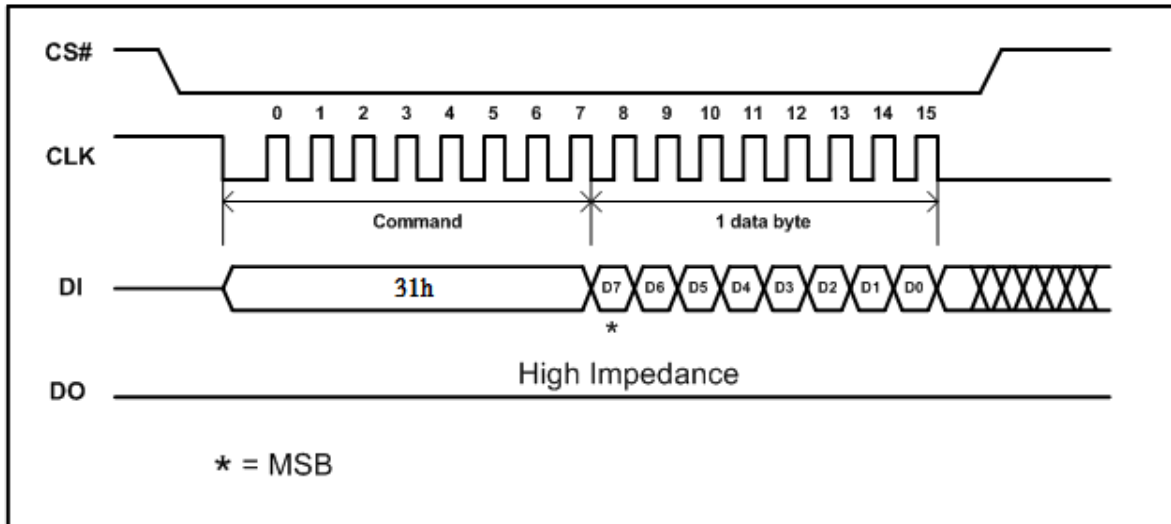 CS#
0 1 2 3 4 5 6 7 8 9 10 11 12 13 14 15
CLK
Command 1 data byte
DI 31h D7 D6 D5 D4 D3 D2 D1 D0
*
High Impedance
DO
* = MSB